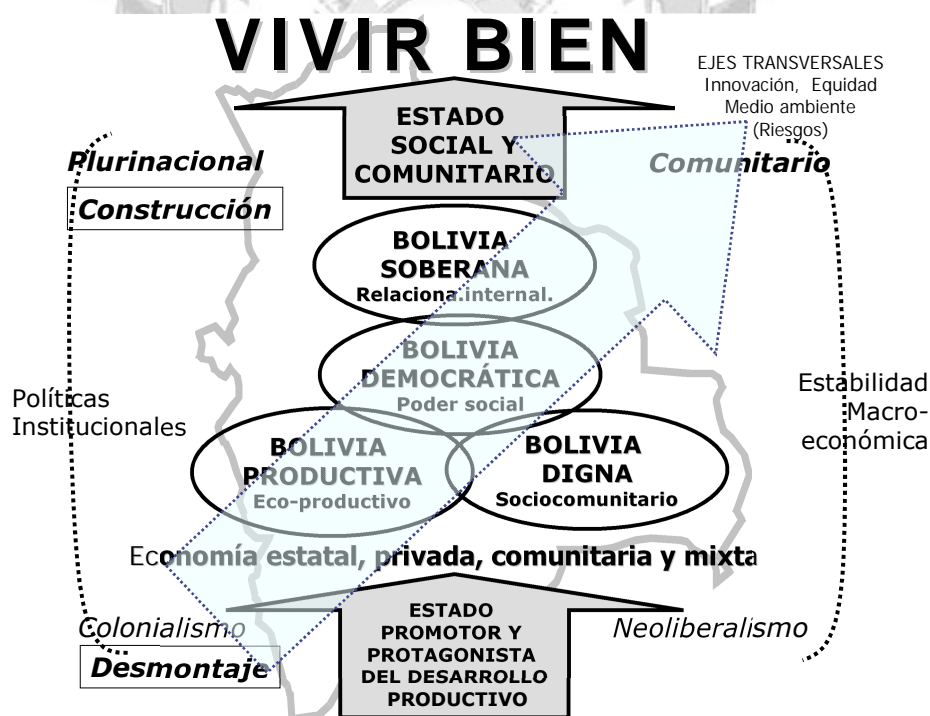 VIVIR BIEN
EJES TRANSVERSALES
Innovación, Equidad
Medio ambiente
(Riesgos)
ESTADO
SOCIAL Y
COMUNITARIO
Plurinacional
Comunitario
Construcción
BOLIVIA
SOBERANA
Relaciona.internal.
BOLIVIA
DEMOCRÁTICA
Poder social
Políticas
Institucionales
Estabilidad
Macro-
económica
BOLIVIA
PRODUCTIVA
Eco-productivo
BOLIVIA
DIGNA
Sociocomunitario
Economía estatal, privada, comunitaria y mixta
Colonialismo
Neoliberalismo
Desmontaje
ESTADO
PROMOTOR Y
PROTAGONISTA
DEL DESARROLLO
PRODUCTIVO